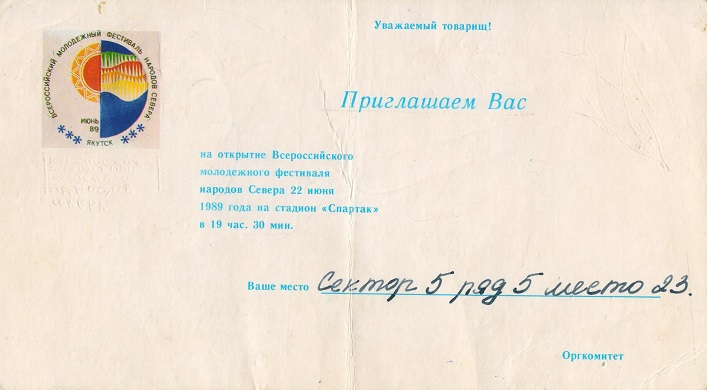 Уважаемый товарищ!
ВСЕРОССИЙСКИЙ МОЛОДЕЖНЫЙ ФЕСТИВАЛЬ НАРОДОВ СЕВЕРА
ИЮНЬ
89
ЯКУТСК
Приглашаем Вас
на открытие Всероссийского
молодежного фестиваля
народов Севера 22 июня
1989 года на стадион «Спартак»
в 19 час. 30 мин.
Ваше место Сектор 5 ряд 5 место 23.
Оргкомитет